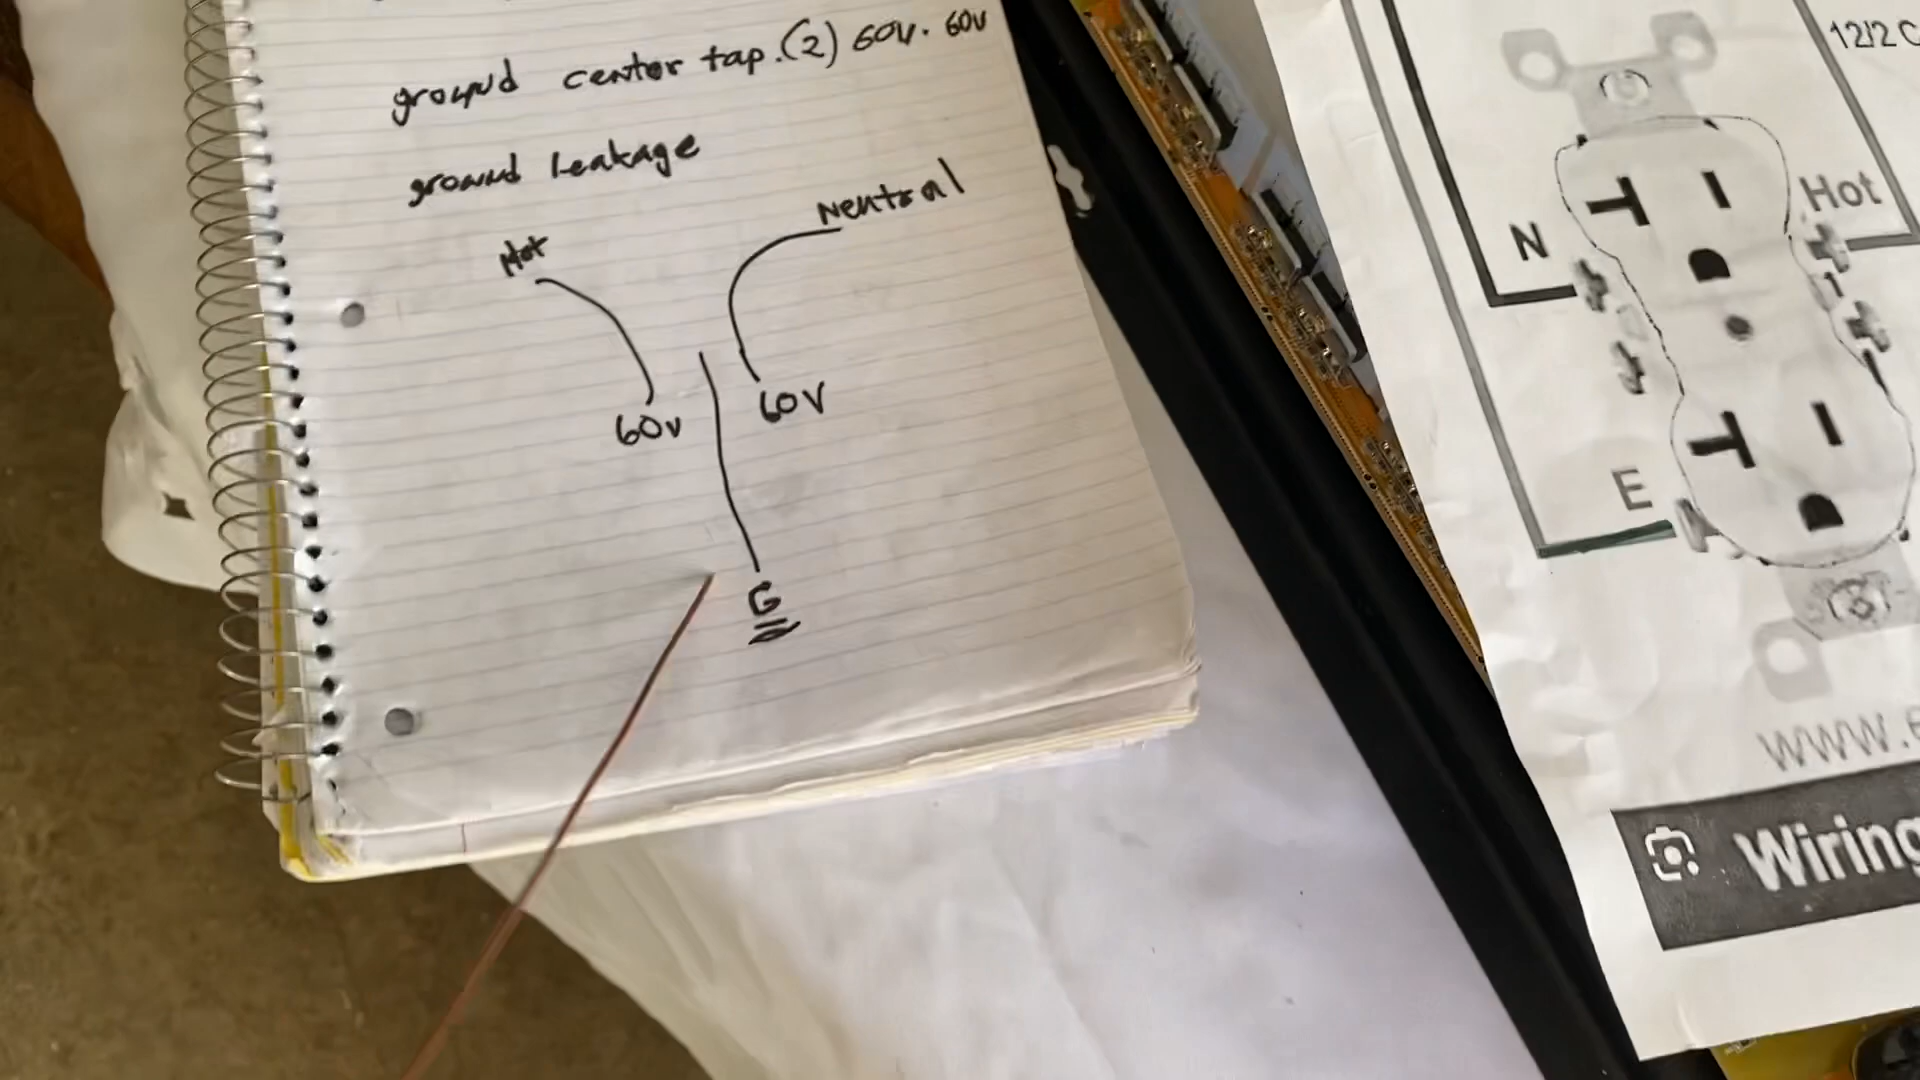 ground center tap. (2) 60V. 60V
ground leakage
Hot
Neutral
60V
60V
G
12/2 C
N
Hot
E
www.e
Wiring